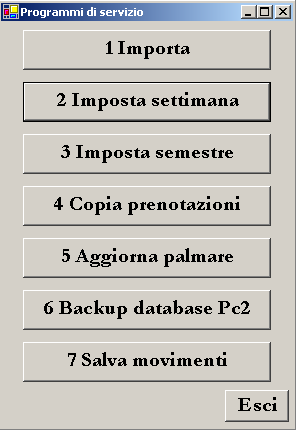 Programmi di servizio
1 Importa
2 Imposta settimana
3 Imposta semestre
4 Copia prenotazioni
5 Aggiorna palmare
6 Backup database Pc2
7 Salva movimenti
Esci